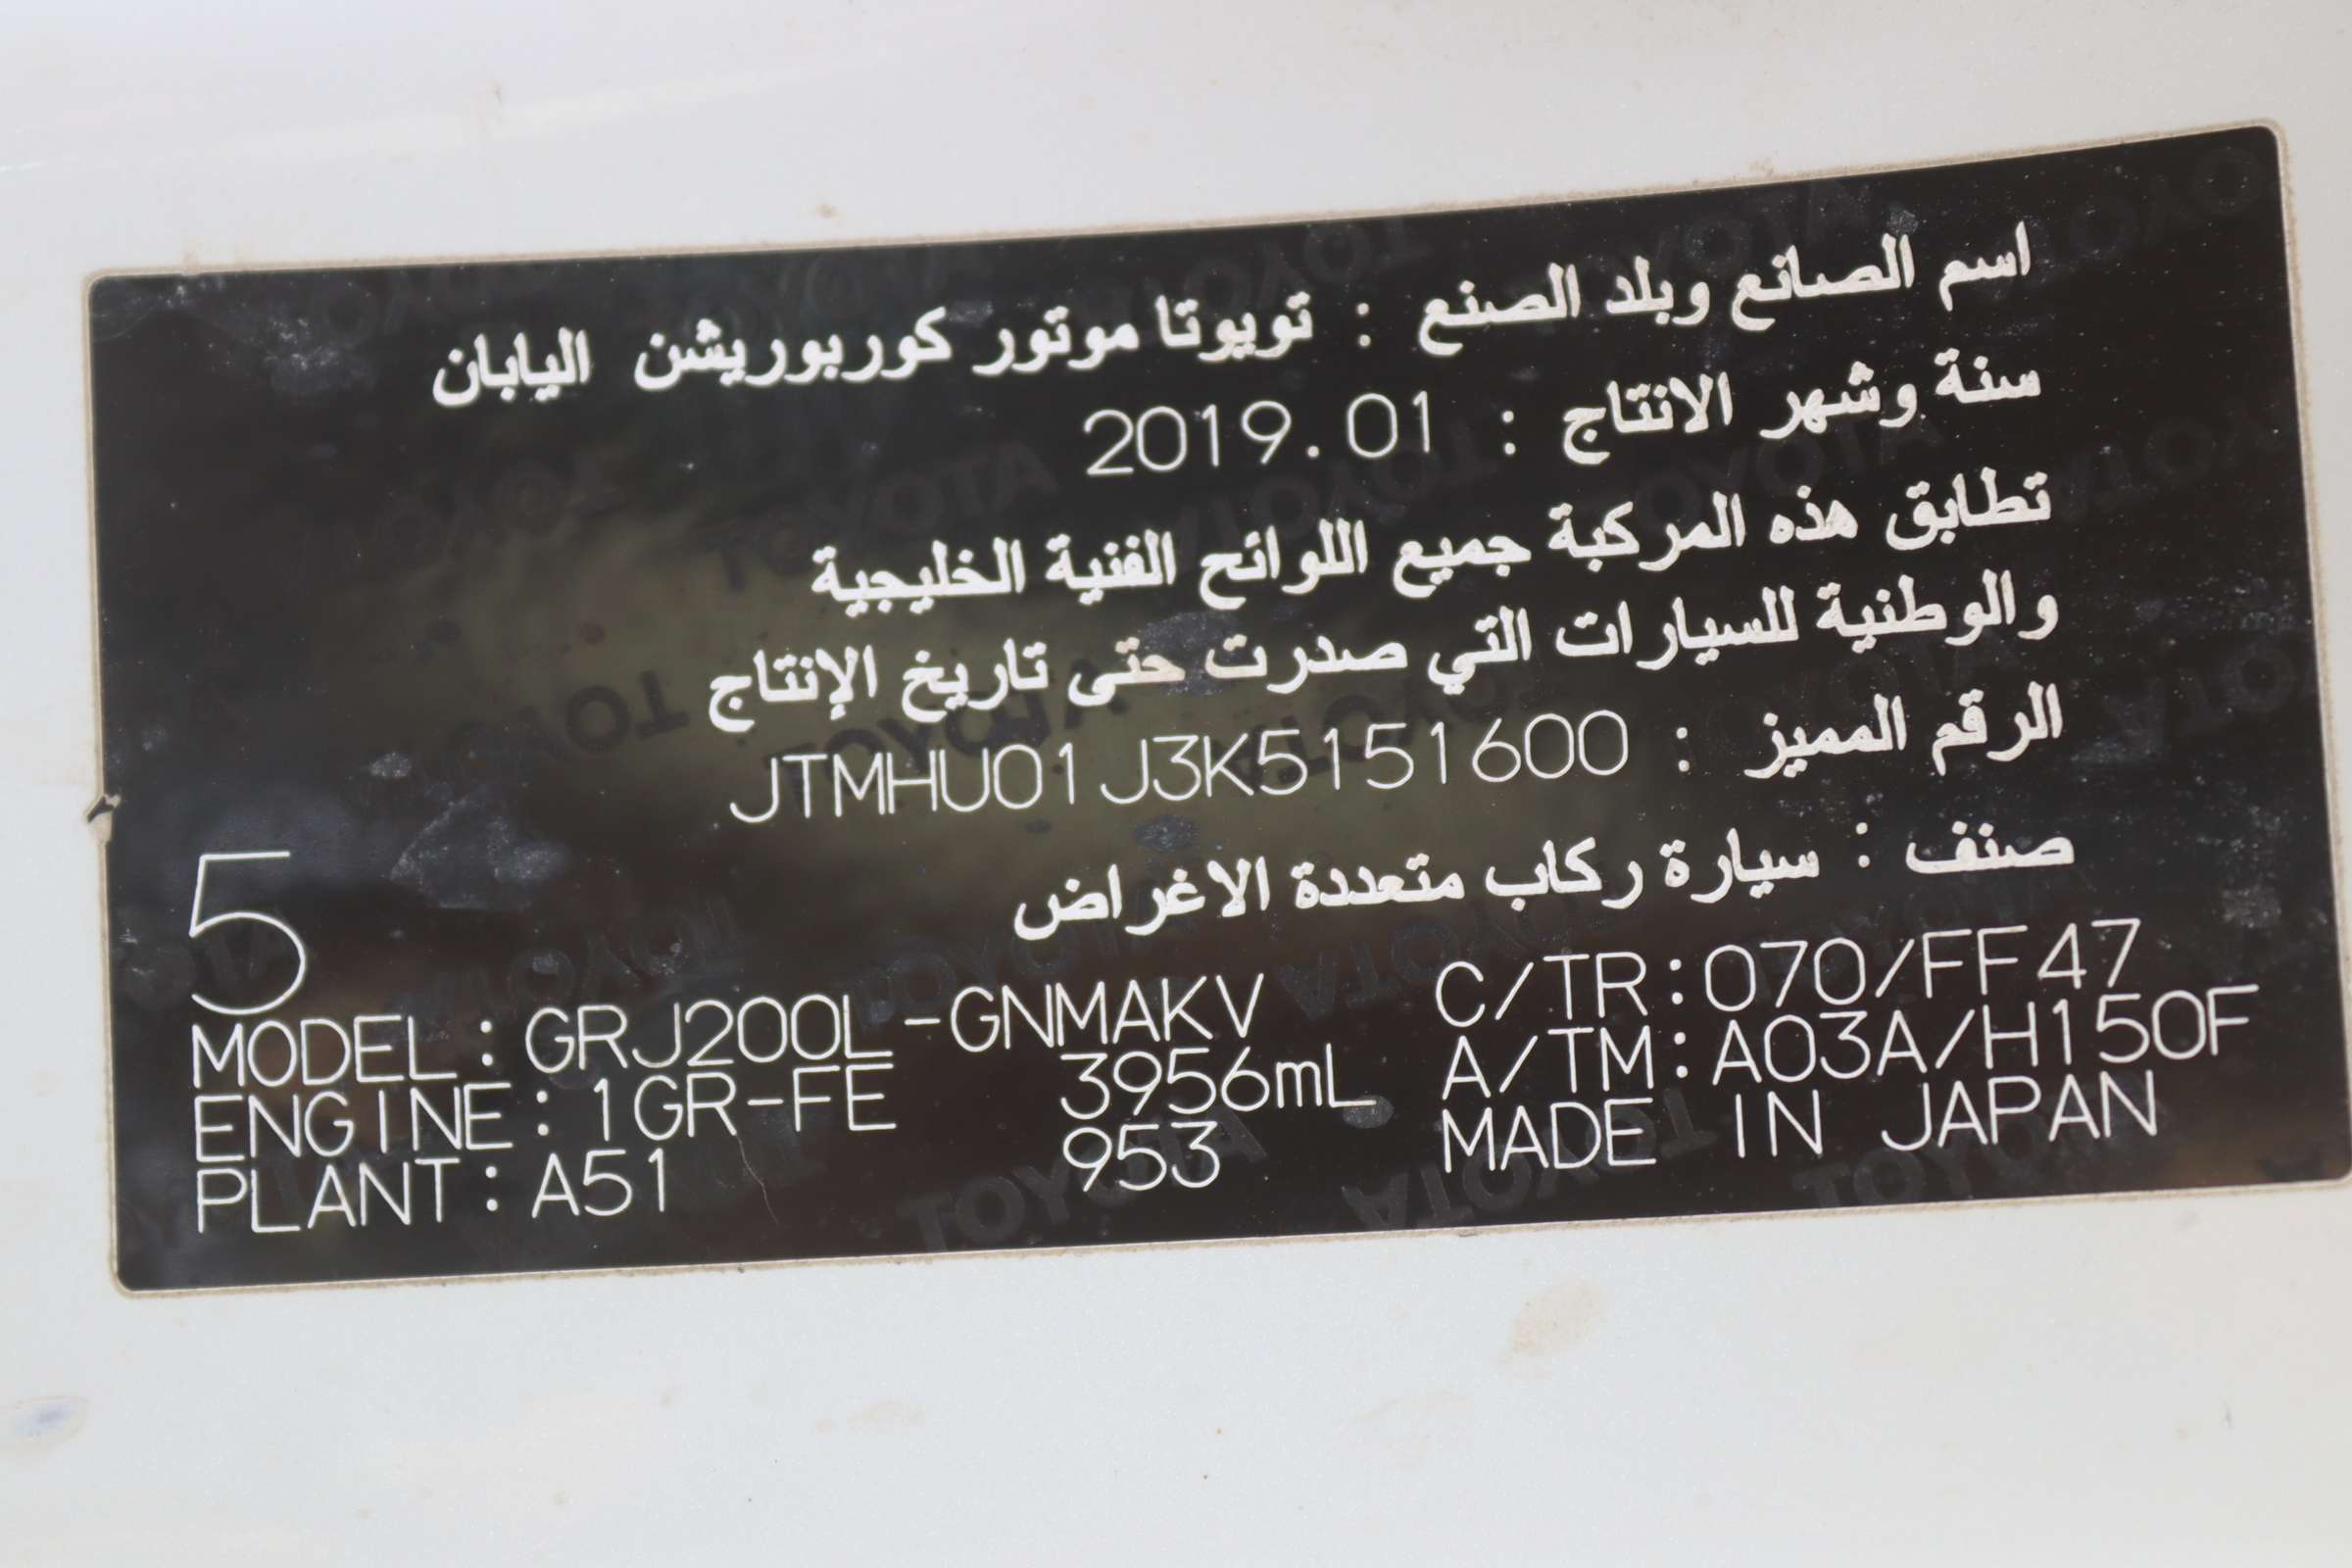 اسم الصانع وبلد الصنع : تويوتا موتور كوربوريشن اليابان
سنة وشهر الانتاج : 2019.01
تطابق هذه المركبة جميع اللوائح الفنية الخليجية
والوطنية للسيارات التي صدرت حتى تاريخ الإنتاج
الرقم المميز : JTMHU01J3K5151600
صنف : سيارة ركاب متعددة الاغراض
5
MODEL: GRJ200L-GNMAKV C/TR:070/FF47
ENGINE: 1GR-FE 3956mL A/TM:A03A/H150F
PLANT: A51 953 MADE IN JAPAN